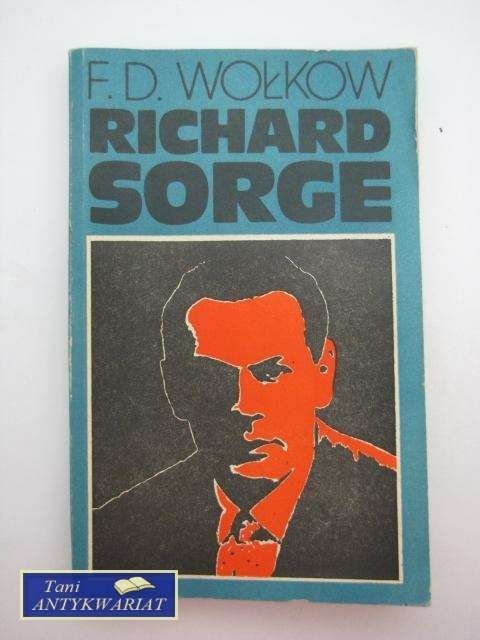 F. D. WOŁKOW
RICHARD
SORGE
Tani
ANTYKWARIAT